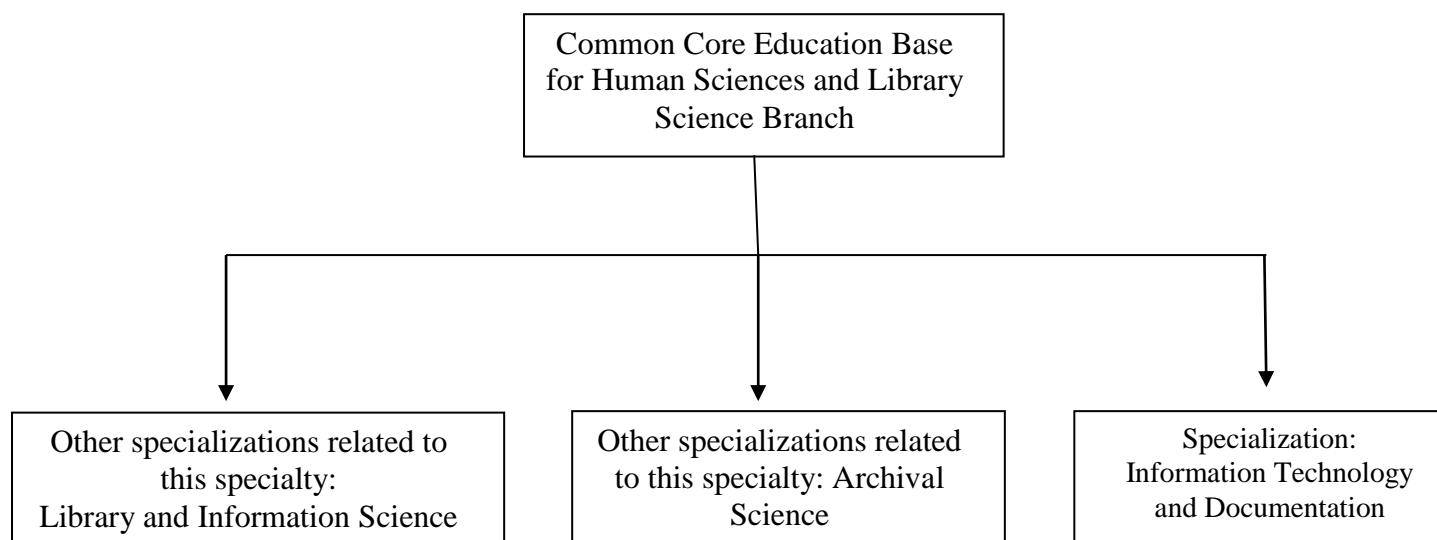 Common Core Education Base
for Human Sciences and Library
Science Branch
Other specializations related to
this specialty:
Library and Information Science
Other specializations related
to this specialty: Archival
Science
Specialization:
Information Technology
and Documentation